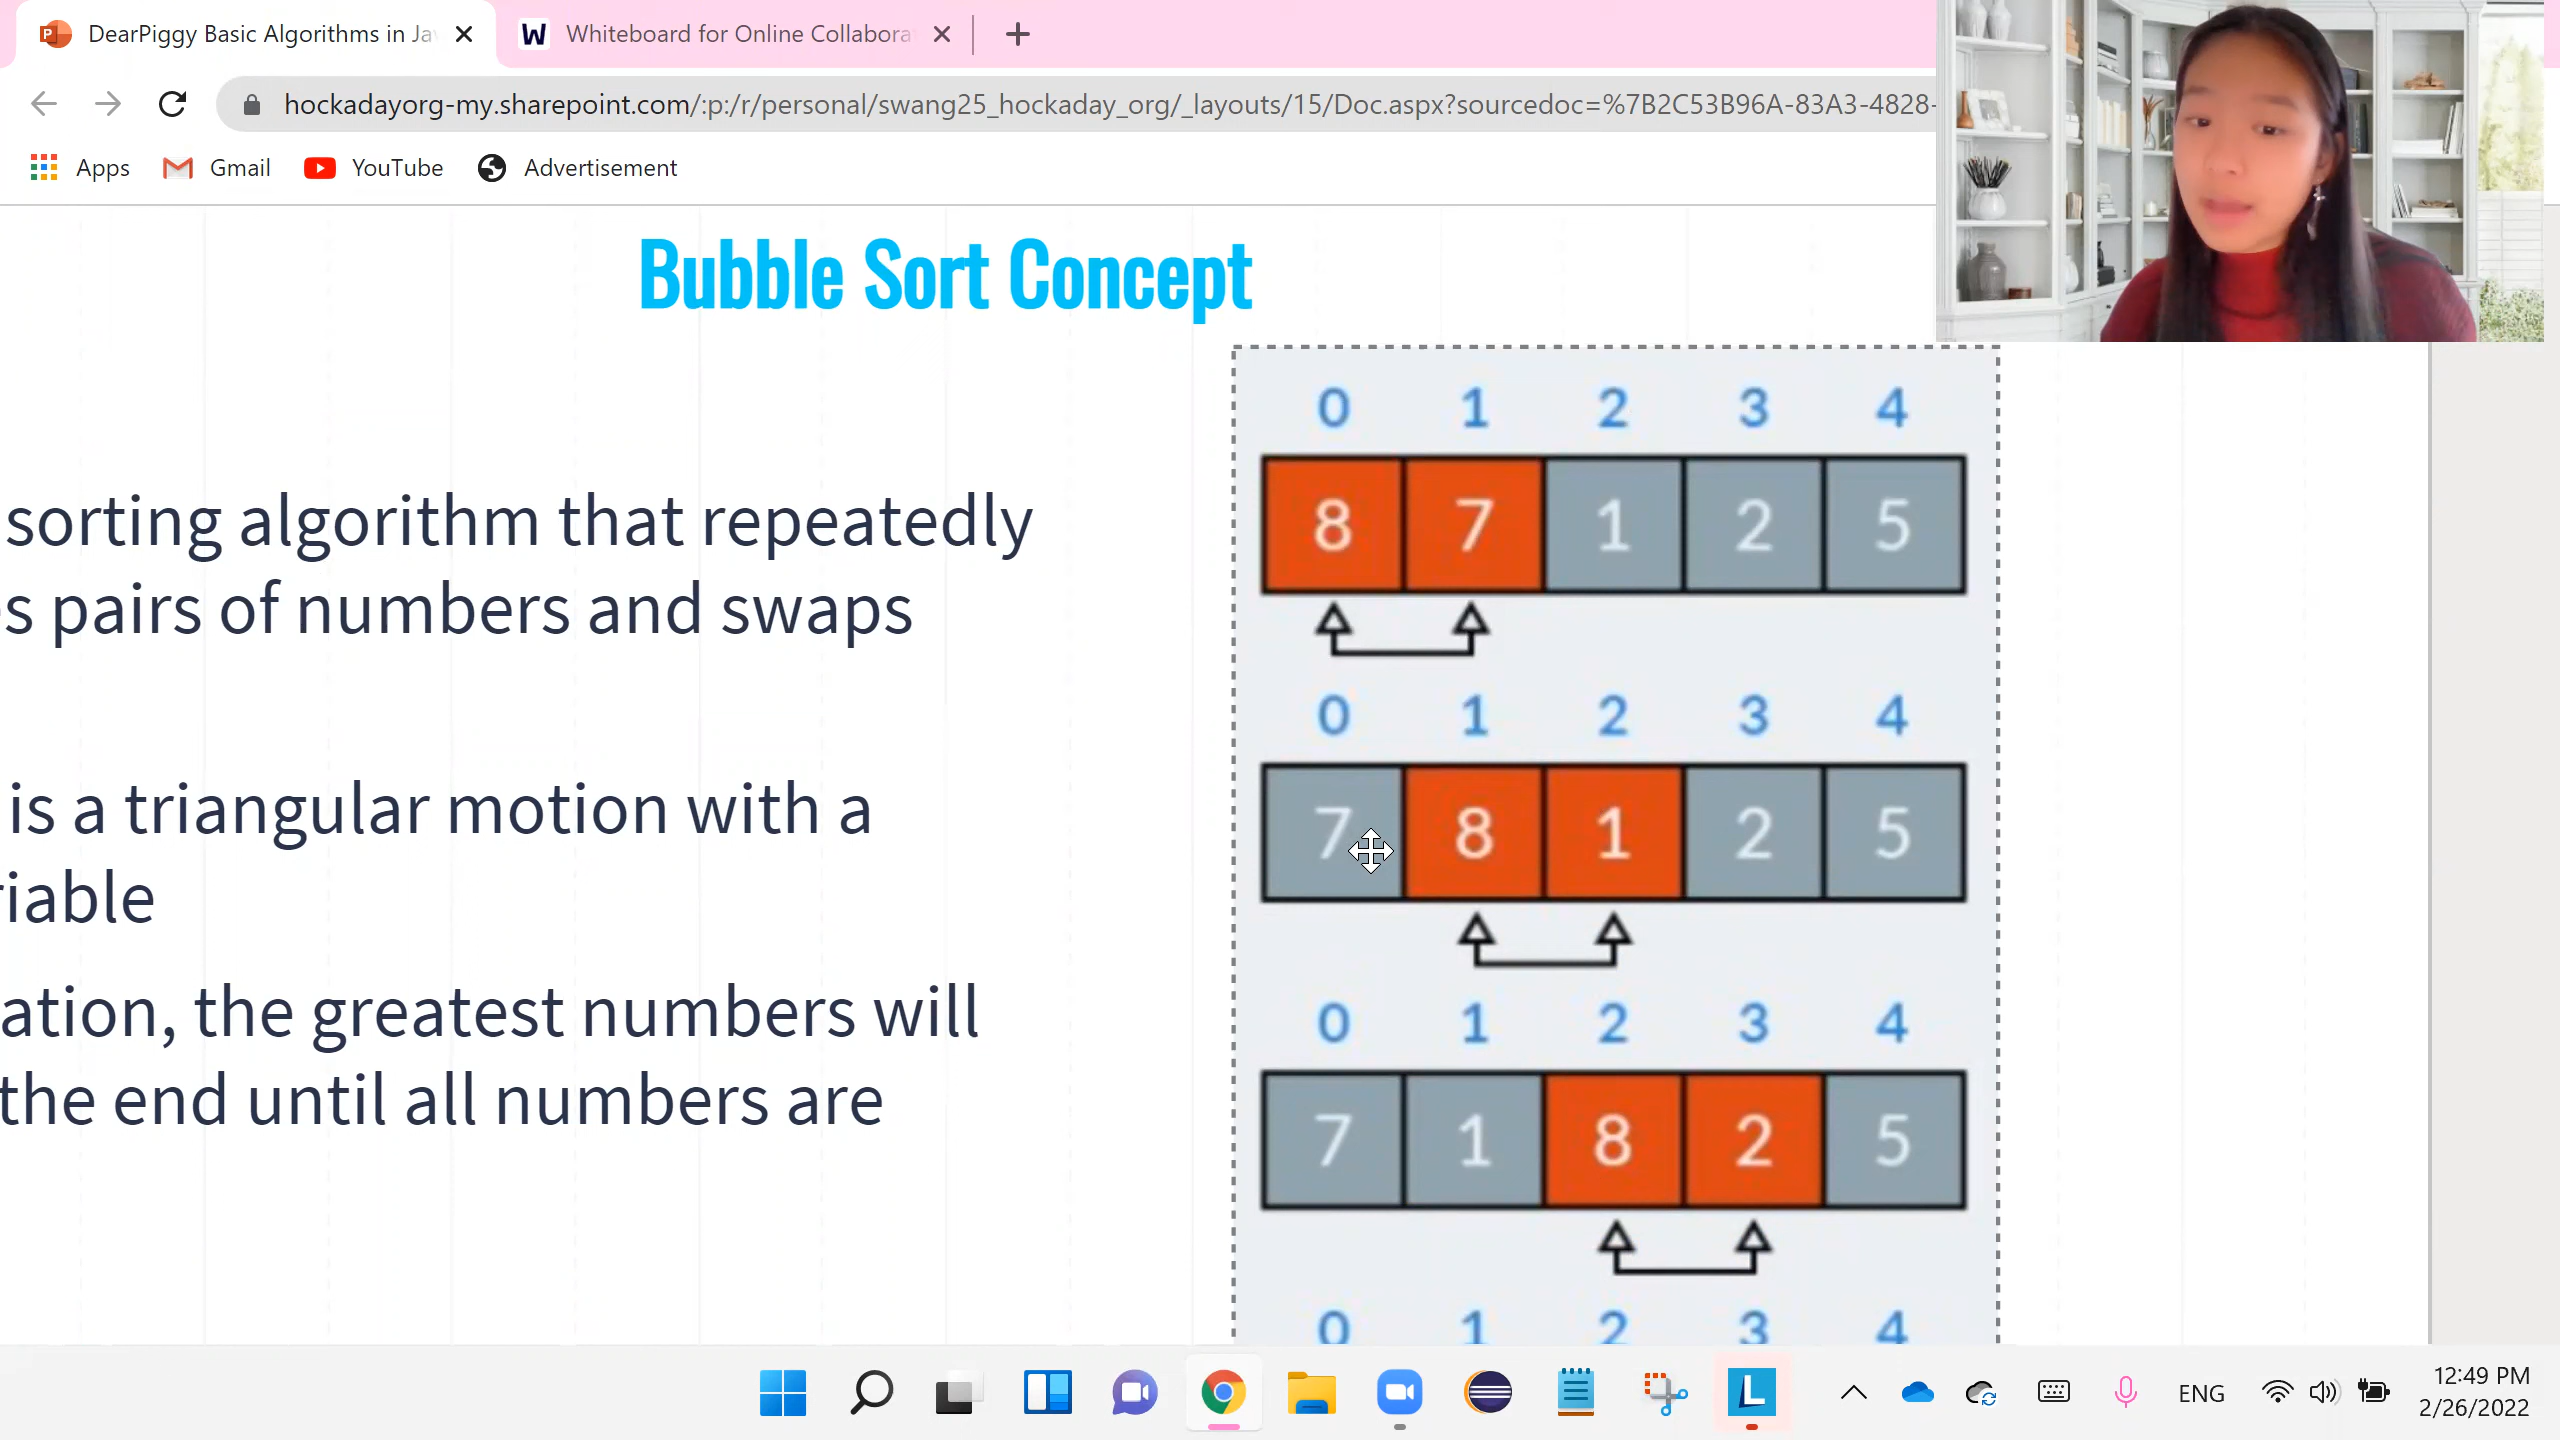 DearPiggy Basic Algorithms in Ja
Whiteboard for Online Collabora
hockadayorg-my.sharepoint.com/:p:/r/personal/swang25_hockaday_org/_layouts/15/Doc.aspx?sourcedoc=%7B2C53B96A-83A3-4828-
Apps Gmail YouTube Advertisement
Bubble Sort Concept
sorting algorithm that repeatedly
s pairs of numbers and swaps
is a triangular motion with a
riable
ation, the greatest numbers will
the end until all numbers are
0 1 2 3 4
8 7 1 2 5
0 1 2 3 4
7 8 1 2 5
0 1 2 3 4
7 1 8 2 5
0 1 2 3 4
ENG
12:49 PM
2/26/2022